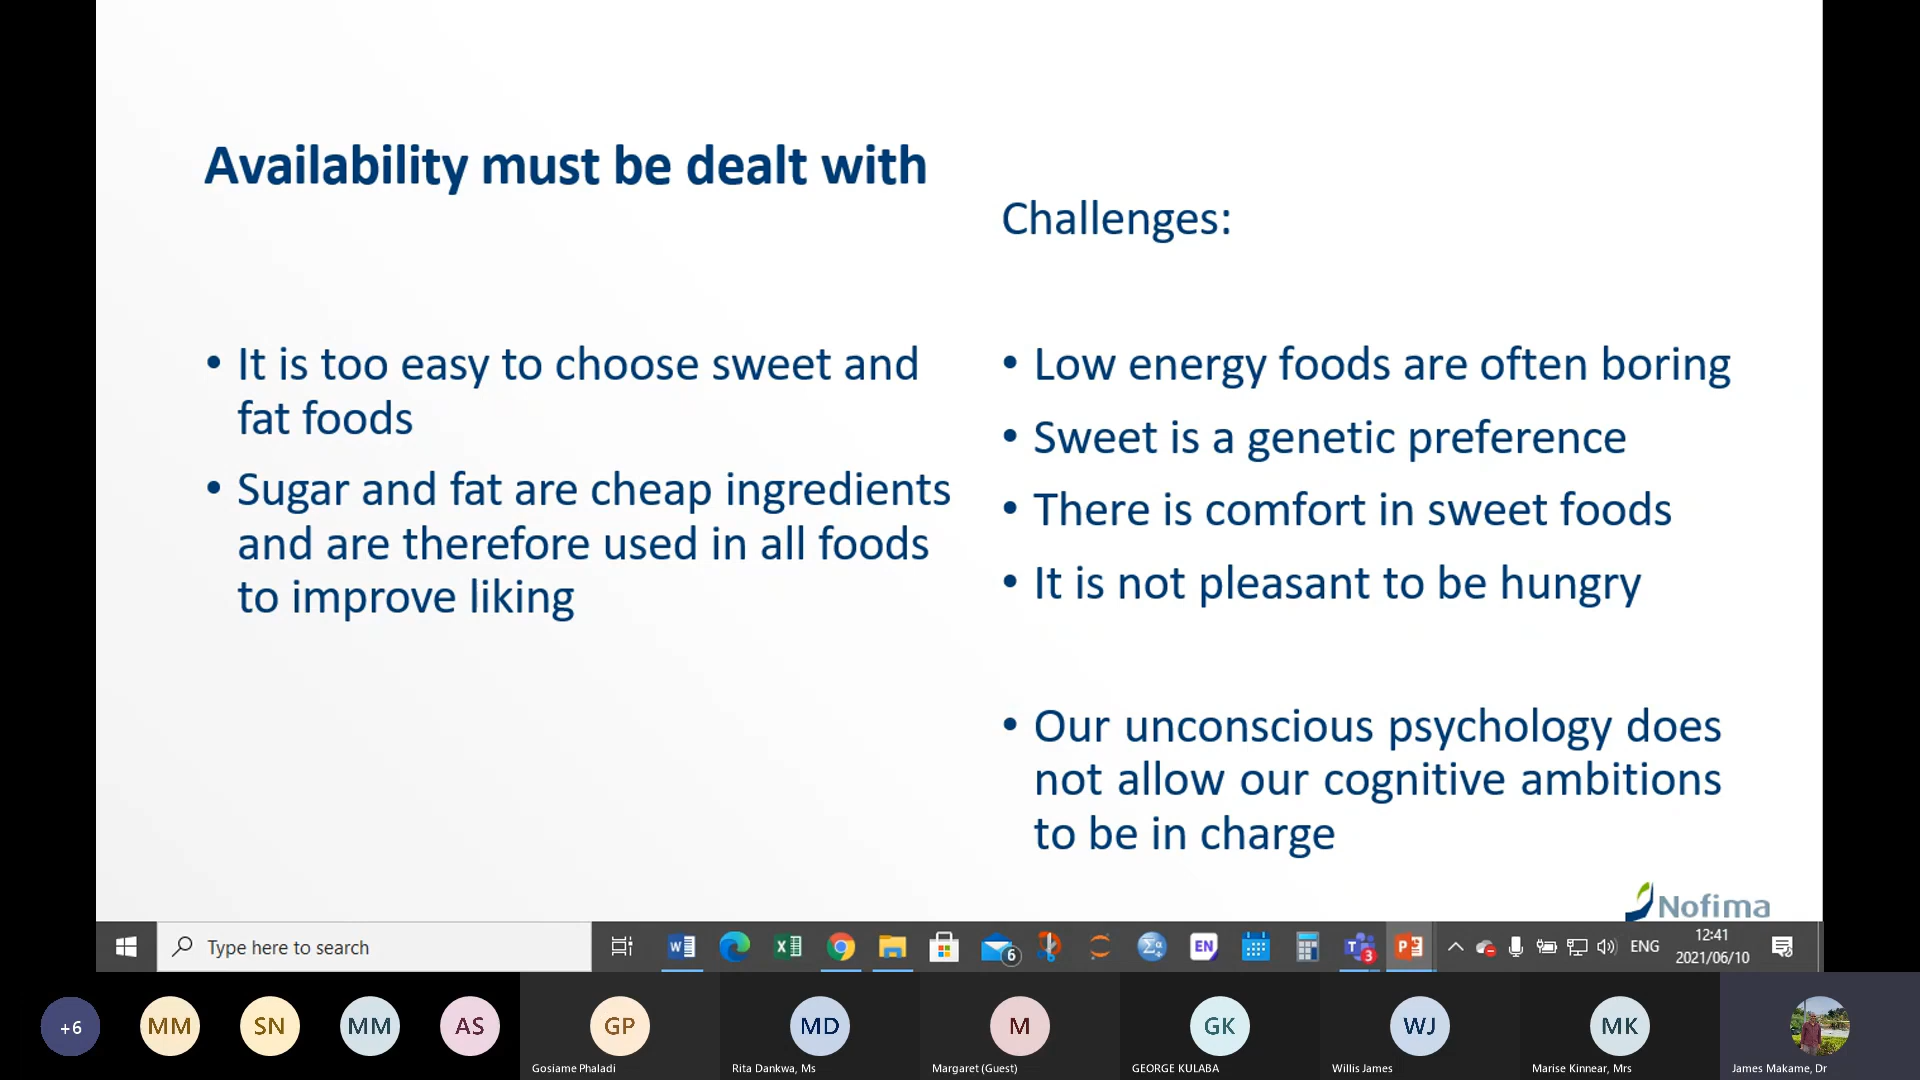 Availability must be dealt with
• It is too easy to choose sweet and
fat foods
• Sugar and fat are cheap ingredients
and are therefore used in all foods
to improve liking
Challenges:
• Low energy foods are often boring
• Sweet is a genetic preference
• There is comfort in sweet foods
• It is not pleasant to be hungry
• Our unconscious psychology does
not allow our cognitive ambitions
to be in charge
Nofima
Type here to search
6
EN
3
ENG
12:41
2021/06/10
+6
MM
SN
MM
AS
GP
Gosiame Phaladi
MD
Rita Dankwa, Ms
M
Margaret (Guest)
GK
GEORGE KULABA
WJ
Willis James
MK
Marise Kinnear, Mrs
James Makame, Dr